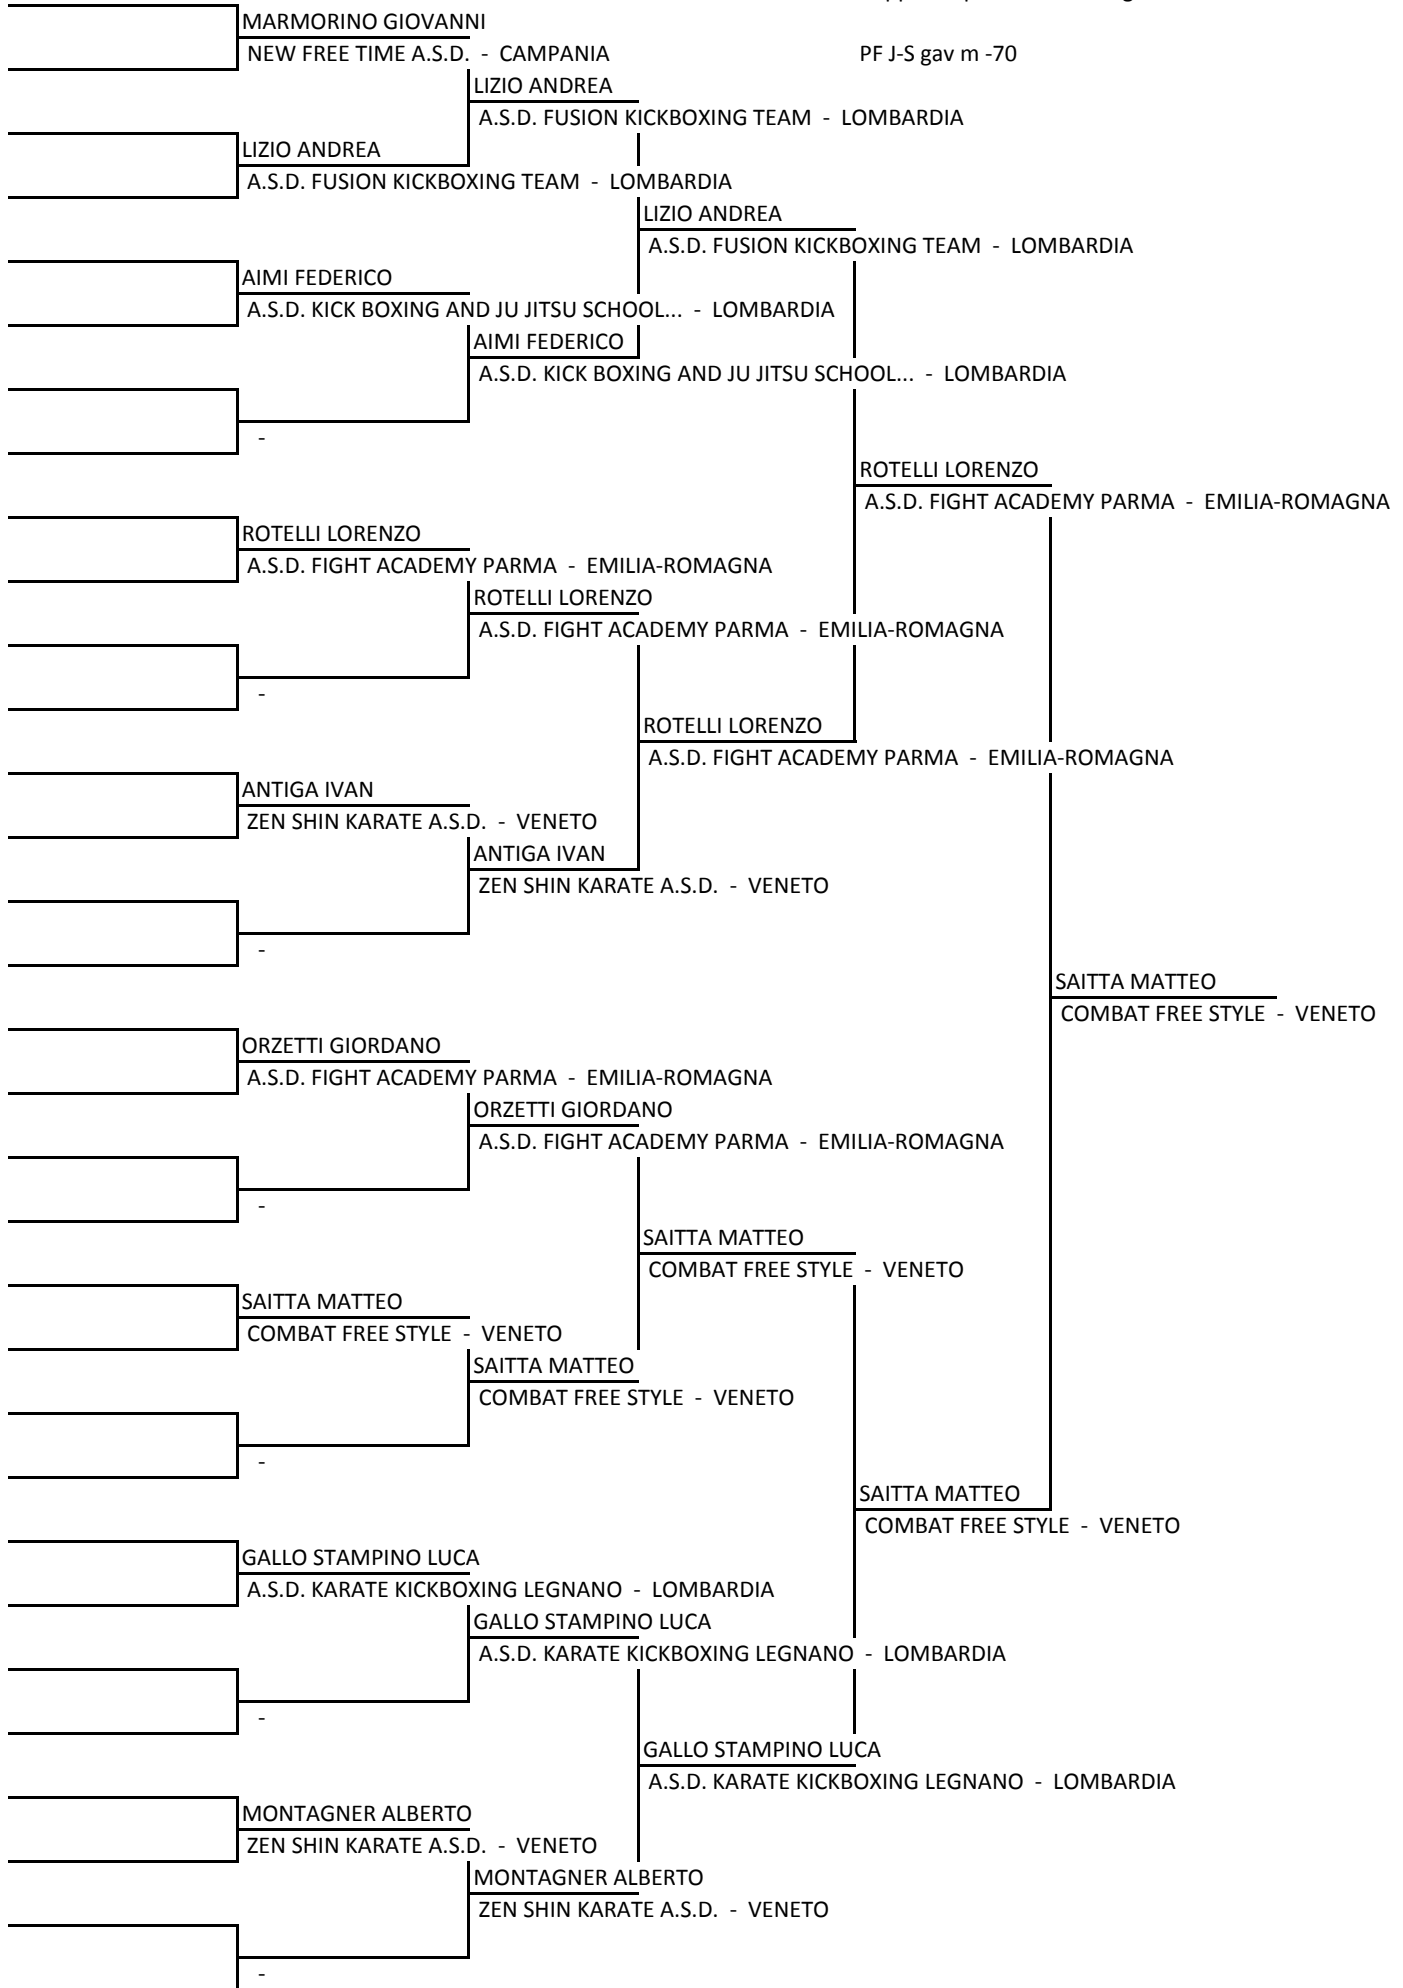 MARMORINO GIOVANNI
NEW FREE TIME A.S.D. - CAMPANIA
PF J-S gav m -70
LIZIO ANDREA
A.S.D. FUSION KICKBOXING TEAM - LOMBARDIA
LIZIO ANDREA
A.S.D. FUSION KICKBOXING TEAM - LOMBARDIA
LIZIO ANDREA
A.S.D. FUSION KICKBOXING TEAM - LOMBARDIA
AIMI FEDERICO
A.S.D. KICK BOXING AND JU JITSU SCHOOL... - LOMBARDIA
AIMI FEDERICO
A.S.D. KICK BOXING AND JU JITSU SCHOOL... - LOMBARDIA
-
ROTELLI LORENZO
A.S.D. FIGHT ACADEMY PARMA - EMILIA-ROMAGNA
ROTELLI LORENZO
A.S.D. FIGHT ACADEMY PARMA - EMILIA-ROMAGNA
ROTELLI LORENZO
A.S.D. FIGHT ACADEMY PARMA - EMILIA-ROMAGNA
-
ROTELLI LORENZO
A.S.D. FIGHT ACADEMY PARMA - EMILIA-ROMAGNA
ANTIGA IVAN
ZEN SHIN KARATE A.S.D. - VENETO
ANTIGA IVAN
ZEN SHIN KARATE A.S.D. - VENETO
-
SAITTA MATTEO
COMBAT FREE STYLE - VENETO
ORZETTI GIORDANO
A.S.D. FIGHT ACADEMY PARMA - EMILIA-ROMAGNA
ORZETTI GIORDANO
A.S.D. FIGHT ACADEMY PARMA - EMILIA-ROMAGNA
-
SAITTA MATTEO
COMBAT FREE STYLE - VENETO
SAITTA MATTEO
COMBAT FREE STYLE - VENETO
SAITTA MATTEO
COMBAT FREE STYLE - VENETO
-
SAITTA MATTEO
COMBAT FREE STYLE - VENETO
GALLO STAMPINO LUCA
A.S.D. KARATE KICKBOXING LEGNANO - LOMBARDIA
GALLO STAMPINO LUCA
A.S.D. KARATE KICKBOXING LEGNANO - LOMBARDIA
-
GALLO STAMPINO LUCA
A.S.D. KARATE KICKBOXING LEGNANO - LOMBARDIA
MONTAGNER ALBERTO
ZEN SHIN KARATE A.S.D. - VENETO
MONTAGNER ALBERTO
ZEN SHIN KARATE A.S.D. - VENETO
-